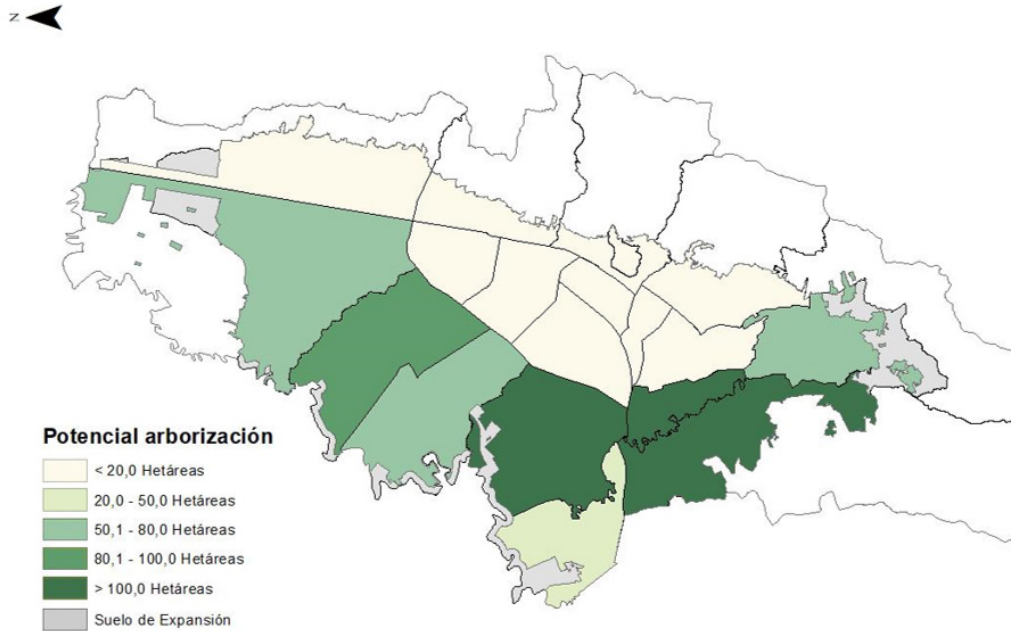 N
Potencial arborización
< 20,0 Hetáreas
20,0 - 50,0 Hetáreas
50,1 - 80,0 Hetáreas
80,1 - 100,0 Hetáreas
> 100,0 Hetáreas
Suelo de Expansión